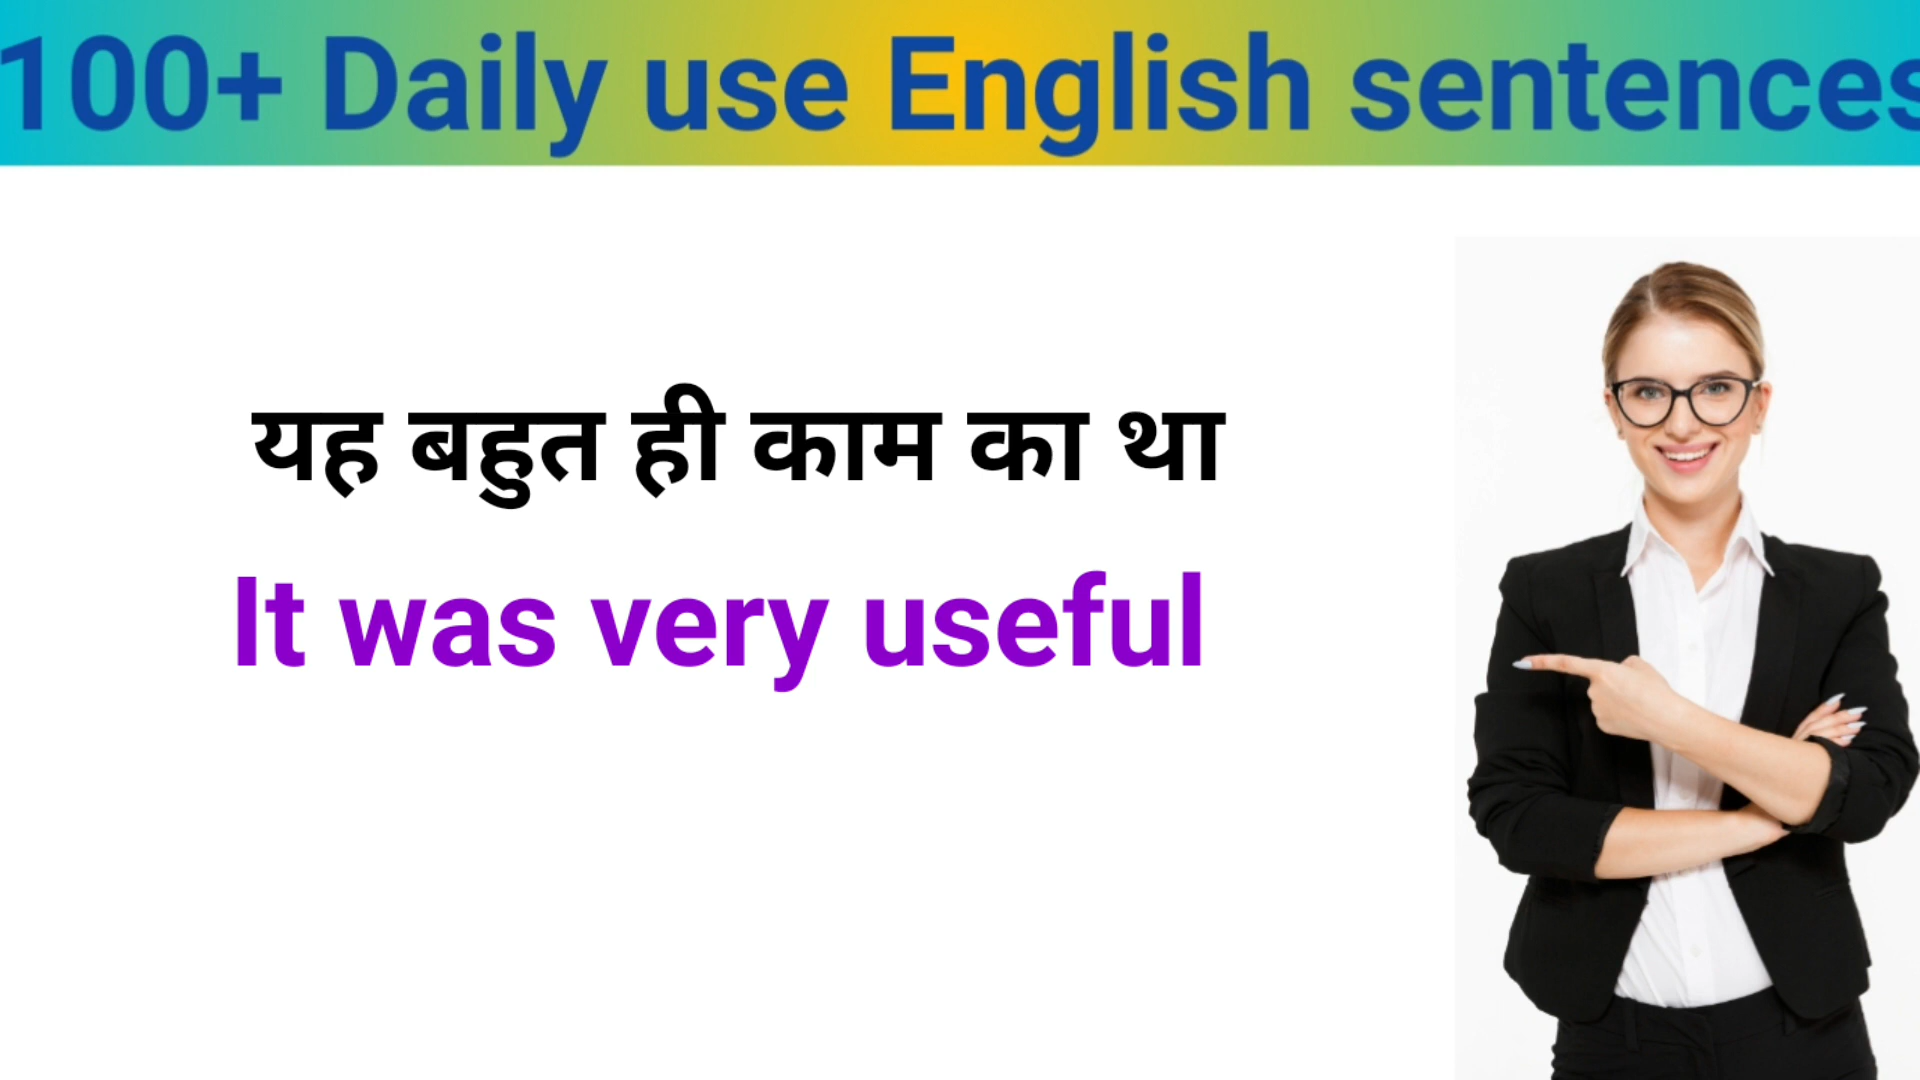 100+ Daily use English sentences
यह बहुत ही काम का था
It was very useful